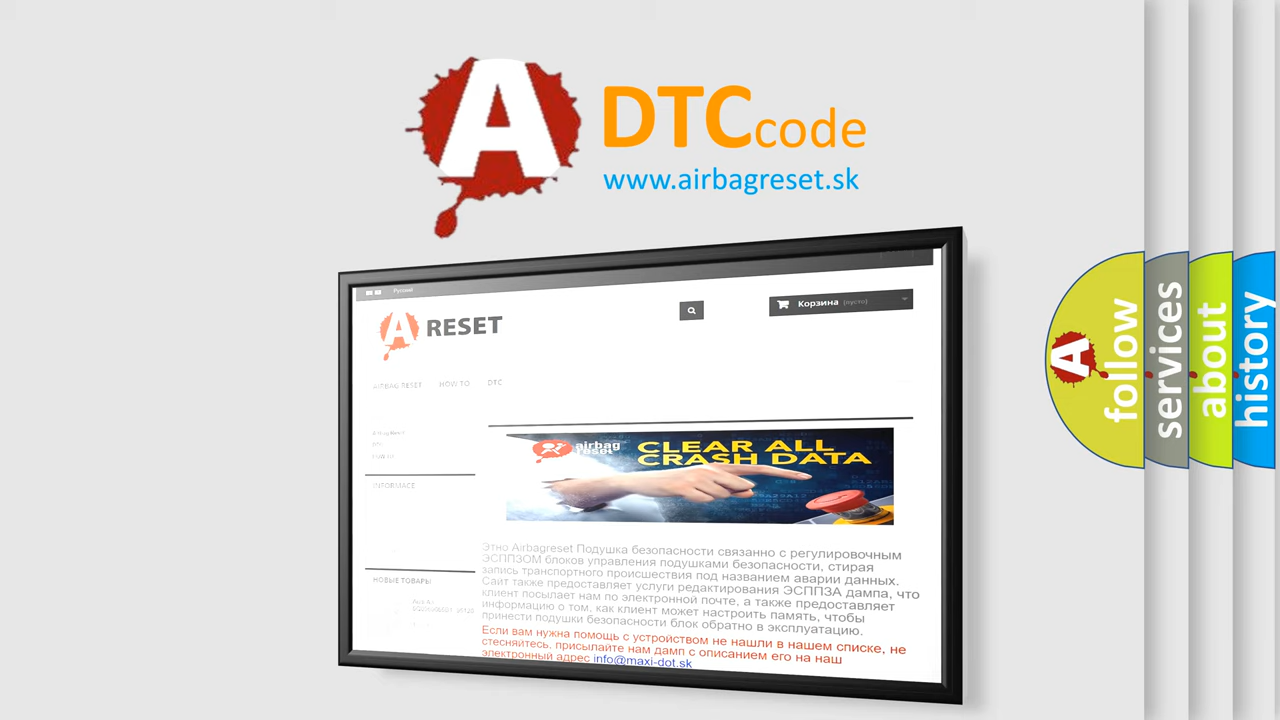 A DTCcode
www.airbagreset.sk
Русский
A RESET
Корзина (пусто)
AIRBAG RESET HOW TO DTC
INFORMACE
airbag
reset
CLEAR ALL
CRASH DATA
Этно Airbagreset Подушка безопасности связанно с регулировочным
ЭСППЗОМ блоков управления подушками безопасности, стирая
запись транспортного происшествия под названием аварии данных.
Сайт также предоставляет услуги редактирования ЭСППЗА дампа, что
клиент посылает нам по электронной почте, а также предоставляет
информацию о том, как клиент может настроить память, чтобы
принести подушки безопасности блок обратно в эксплуатацию.
Если вам нужна помощь с устройством не нашли в нашем списке, не
стесняйтесь, присылайте нам дамп с описанием его на наш
электронный адрес info@maxi-dot.sk
НОВЫЕ ТОВАРЫ
A
follow
services
about
history